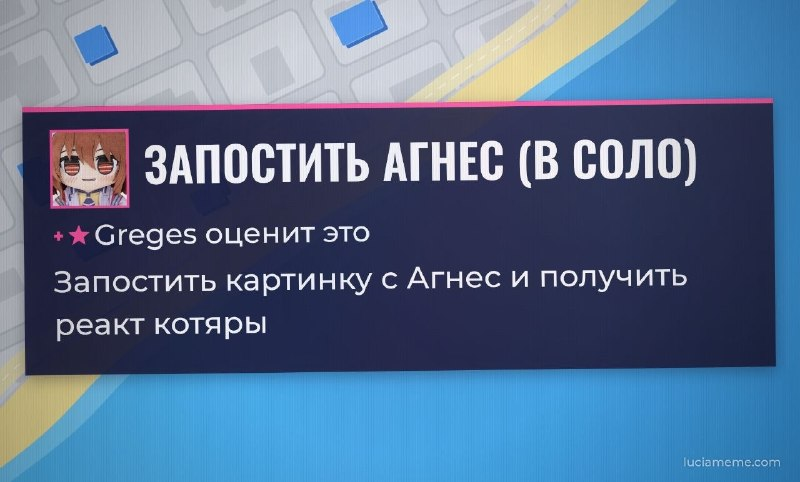 ЗАПОСТИТЬ АГНЕС (В СОЛО)
+★Greges оценит это
Запостить картинку с Агнес и получить
реакт котяры
luciameme.com